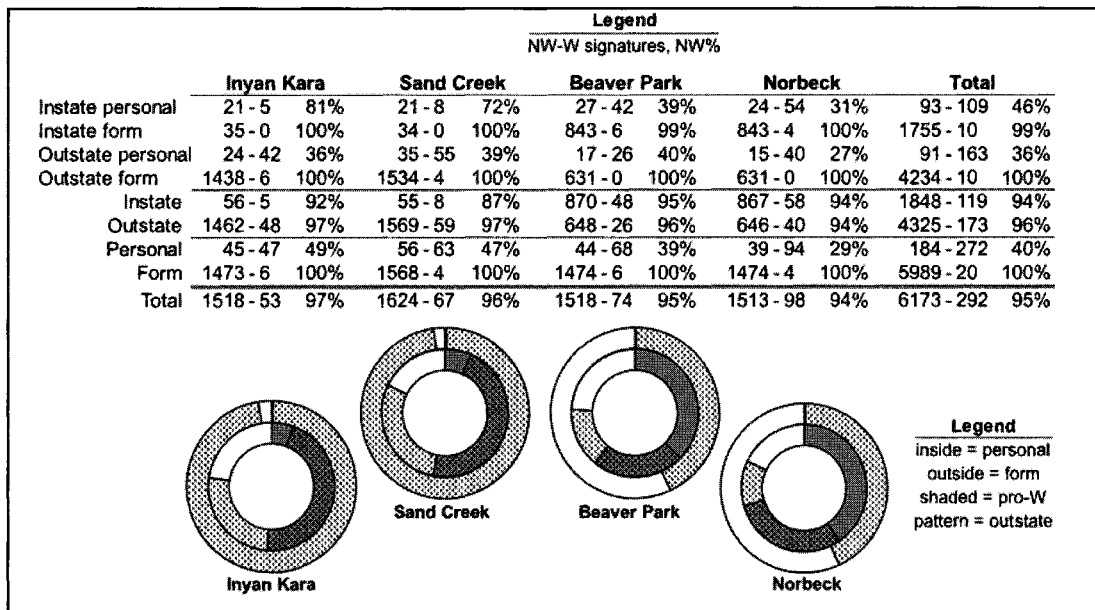 Legend
NW-W signatures, NW%
Inyan Kara Sand Creek Beaver Park Norbeck Total
Instate personal 21 - 5 81% 21 - 8 72% 27 - 42 39% 24 - 54 31% 93 - 109 46%
Instate form 35 - 0 100% 34 - 0 100% 843 - 6 99% 843 - 4 100% 1755 - 10 99%
Outstate personal 24 - 42 36% 35 - 55 39% 17 - 26 40% 15 - 40 27% 91 - 163 36%
Outstate form 1438 - 6 100% 1534 - 4 100% 631 - 0 100% 631 - 0 100% 4234 - 10 100%
Instate 56 - 5 92% 55 - 8 87% 870 - 48 95% 867 - 58 94% 1848 - 119 94%
Outstate 1462 - 48 97% 1569 - 59 97% 648 - 26 96% 646 - 40 94% 4325 - 173 96%
Personal 45 - 47 49% 56 - 63 47% 44 - 68 39% 39 - 94 29% 184 - 272 40%
Form 1473 - 6 100% 1568 - 4 100% 1474 - 6 100% 1474 - 4 100% 5989 - 20 100%
Total 1518 - 53 97% 1624 - 67 96% 1518 - 74 95% 1513 - 98 94% 6173 - 292 95%
Inyan Kara
Sand Creek
Beaver Park
Norbeck
Legend
inside = personal
outside = form
shaded = pro-W
pattern = outstate